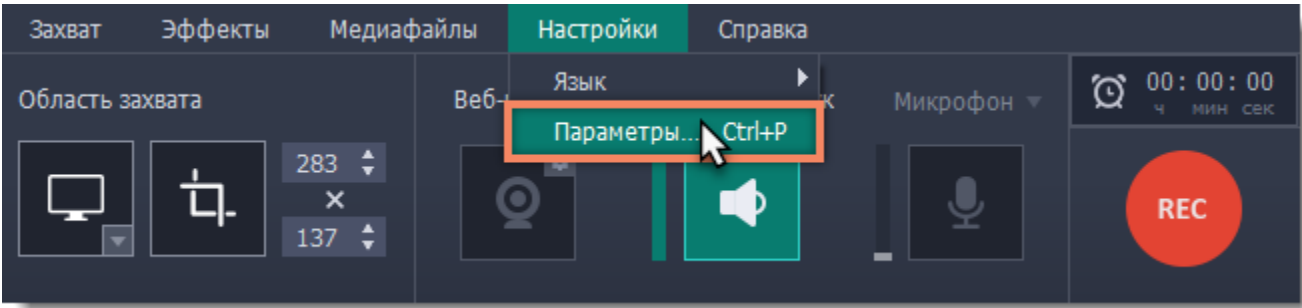 Захват Эффекты Медиафайлы Настройки Справка
Язык
Область захвата
Микрофон
00:00:00
ч мин сек
Параметры... Ctrl+P
283
×
137
REC